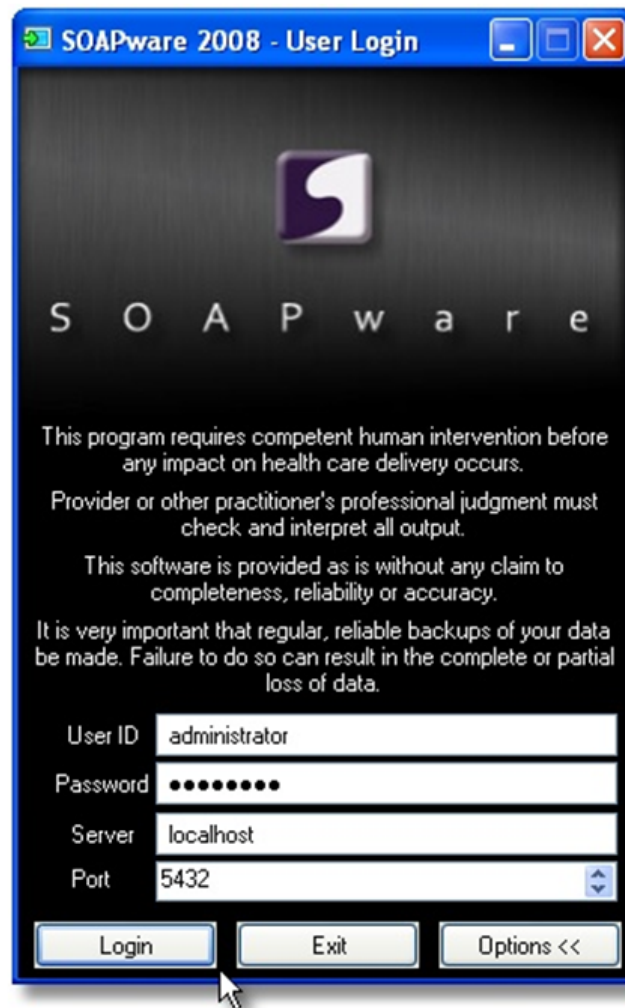 SOAPware 2008 - User Login
SOAPware
This program requires competent human intervention before
any impact on health care delivery occurs.
Provider or other practitioner's professional judgment must
check and interpret all output.
This software is provided as is without any claim to
completeness, reliability or accuracy.
It is very important that regular, reliable backups of your data
be made. Failure to do so can result in the complete or partial
loss of data.
User ID administrator
Password ●●●●●●●●
Server localhost
Port 5432
Login Exit Options <<